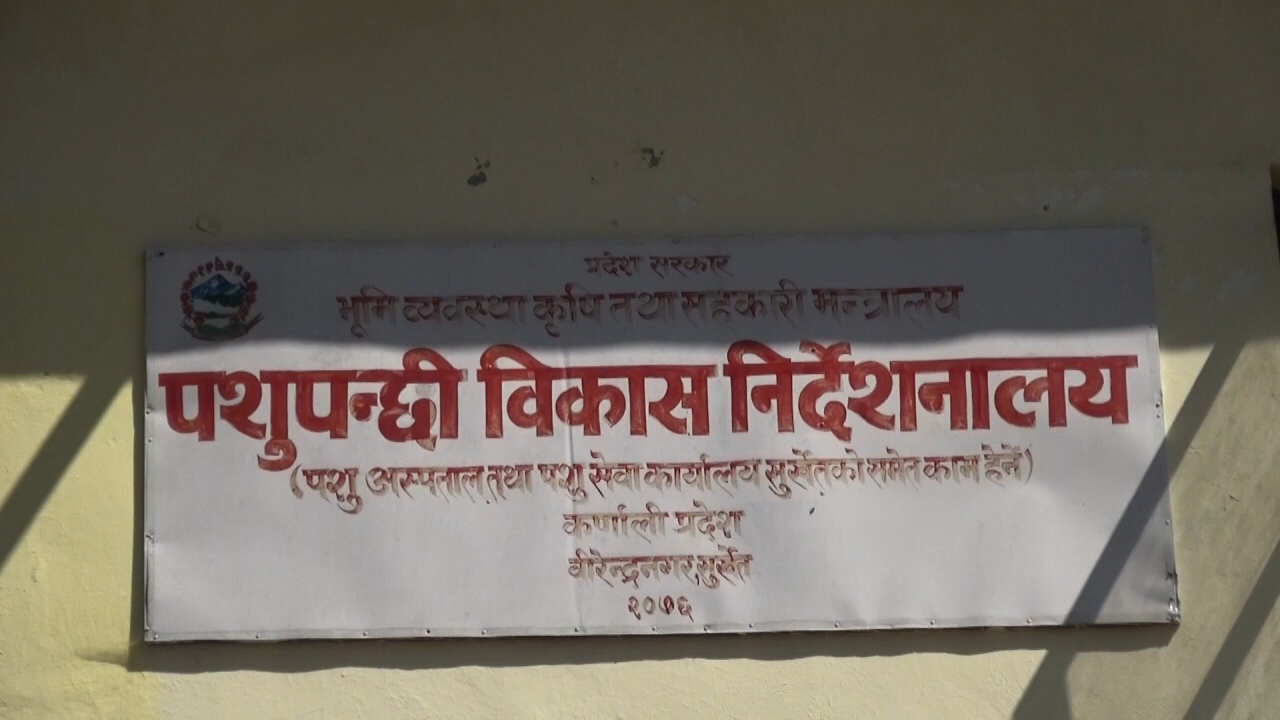 प्रदेश सरकार
भूमि व्यवस्था कृषि तथा सहकारी मन्त्रालय
पशुपन्छी विकास निर्देशनालय
(पशु अस्पताल तथा पशु सेवा कार्यालय सुर्खेतको समेत काम हेर्ने)
कर्णाली प्रदेश
वीरेन्द्रनगर, सुर्खेत
२०७६